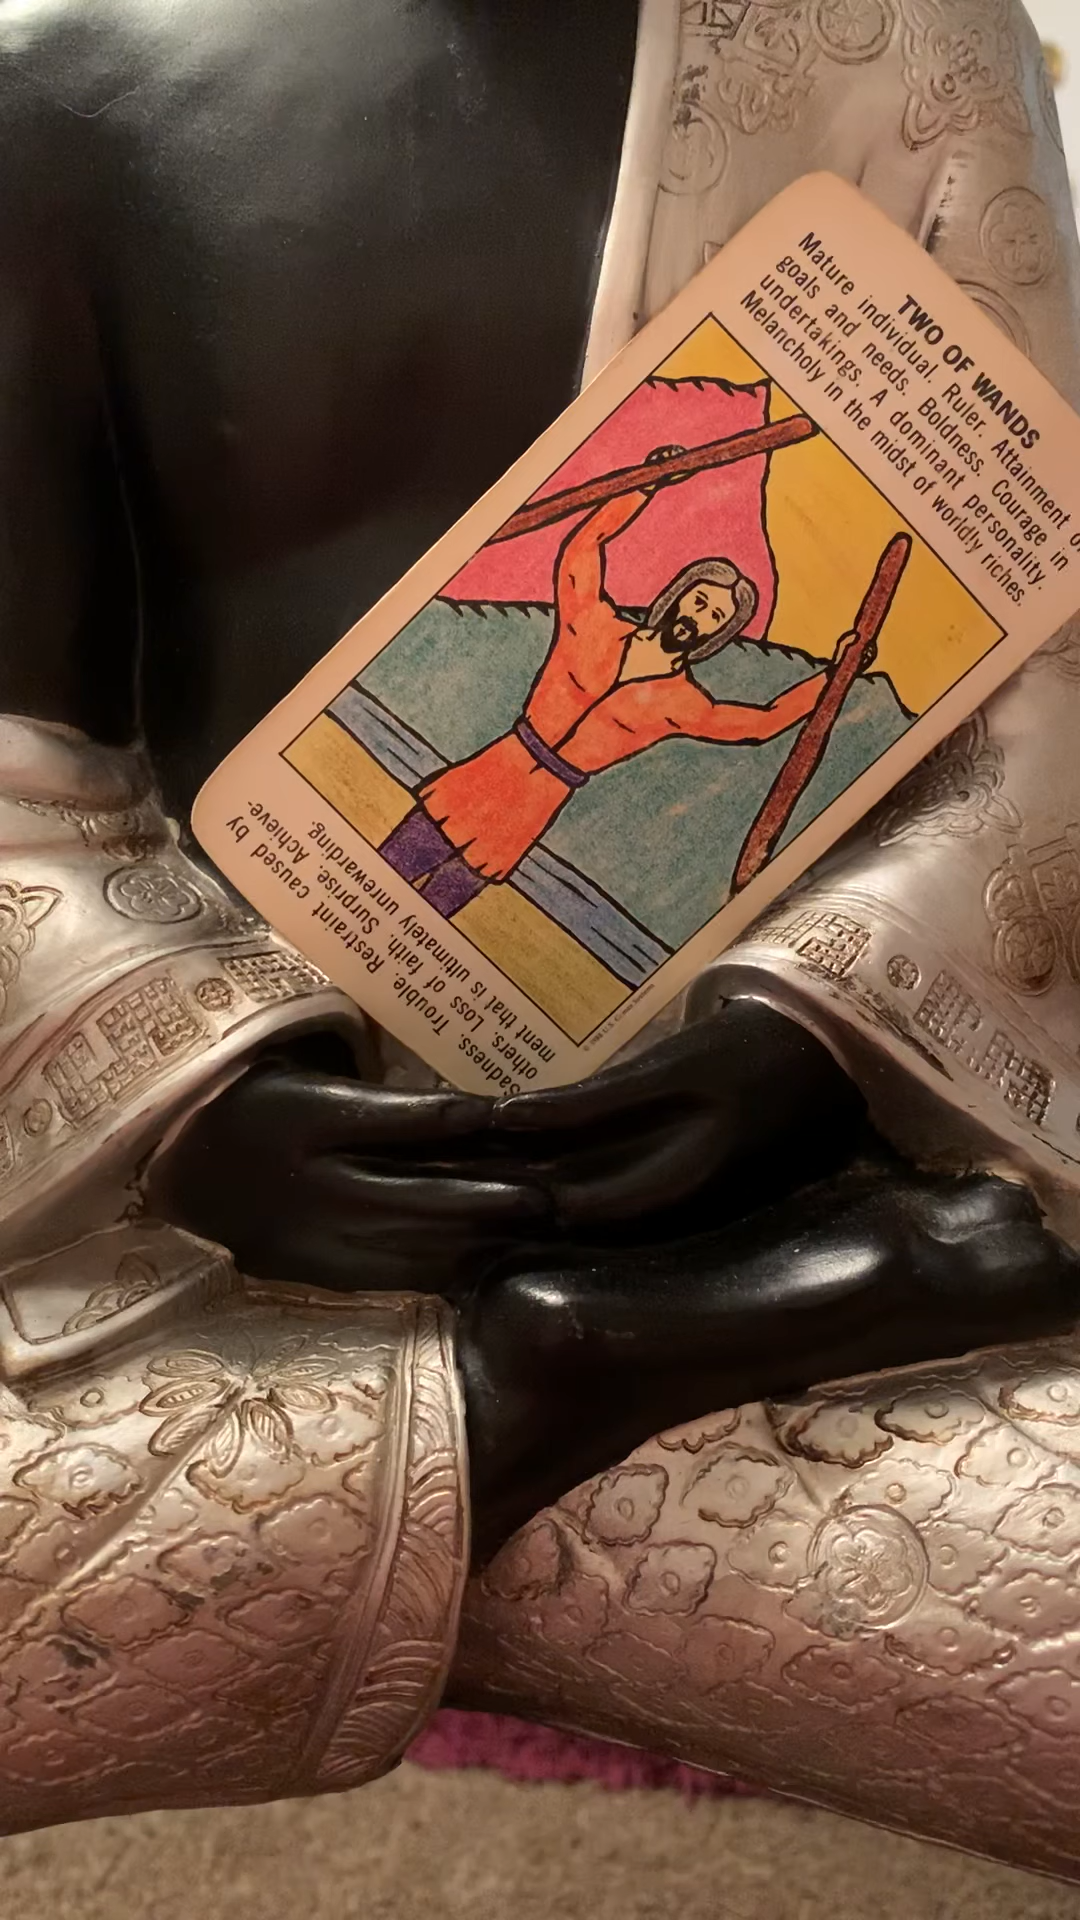 TWO OF WANDS
Mature individual. Ruler. Attainment
goals and needs. Boldness. Courage in
undertakings. A dominant personality.
Melancholy in the midst of worldly riches.
Sadness. Trouble. Restraint caused by
others. Loss of faith. Surprise. Achieve-
ment that is ultimately unrewarding.
U.S. Games Systems